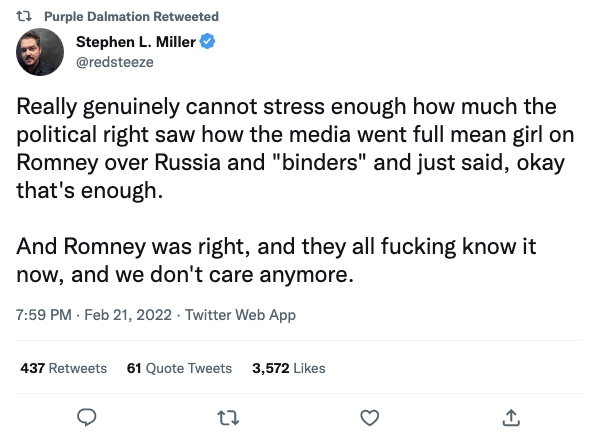 Purple Dalmation Retweeted
Stephen L. Miller
@redsteeze
Really genuinely cannot stress enough how much the
political right saw how the media went full mean girl on
Romney over Russia and "binders" and just said, okay
that's enough.
And Romney was right, and they all fucking know it
now, and we don't care anymore.
7:59 PM · Feb 21, 2022 · Twitter Web App
437 Retweets 61 Quote Tweets 3,572 Likes